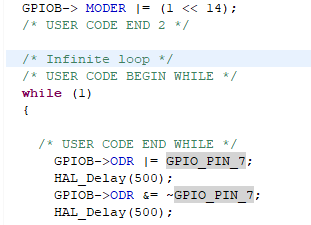 GPIOB-> MODER |= (1 << 14);
/* USER CODE END 2 */
/* Infinite loop */
/* USER CODE BEGIN WHILE */
while (1)
{
/* USER CODE END WHILE */
GPIOB->ODR |= GPIO_PIN_7;
HAL_Delay(500);
GPIOB->ODR &= ~GPIO_PIN_7;
HAL_Delay(500);